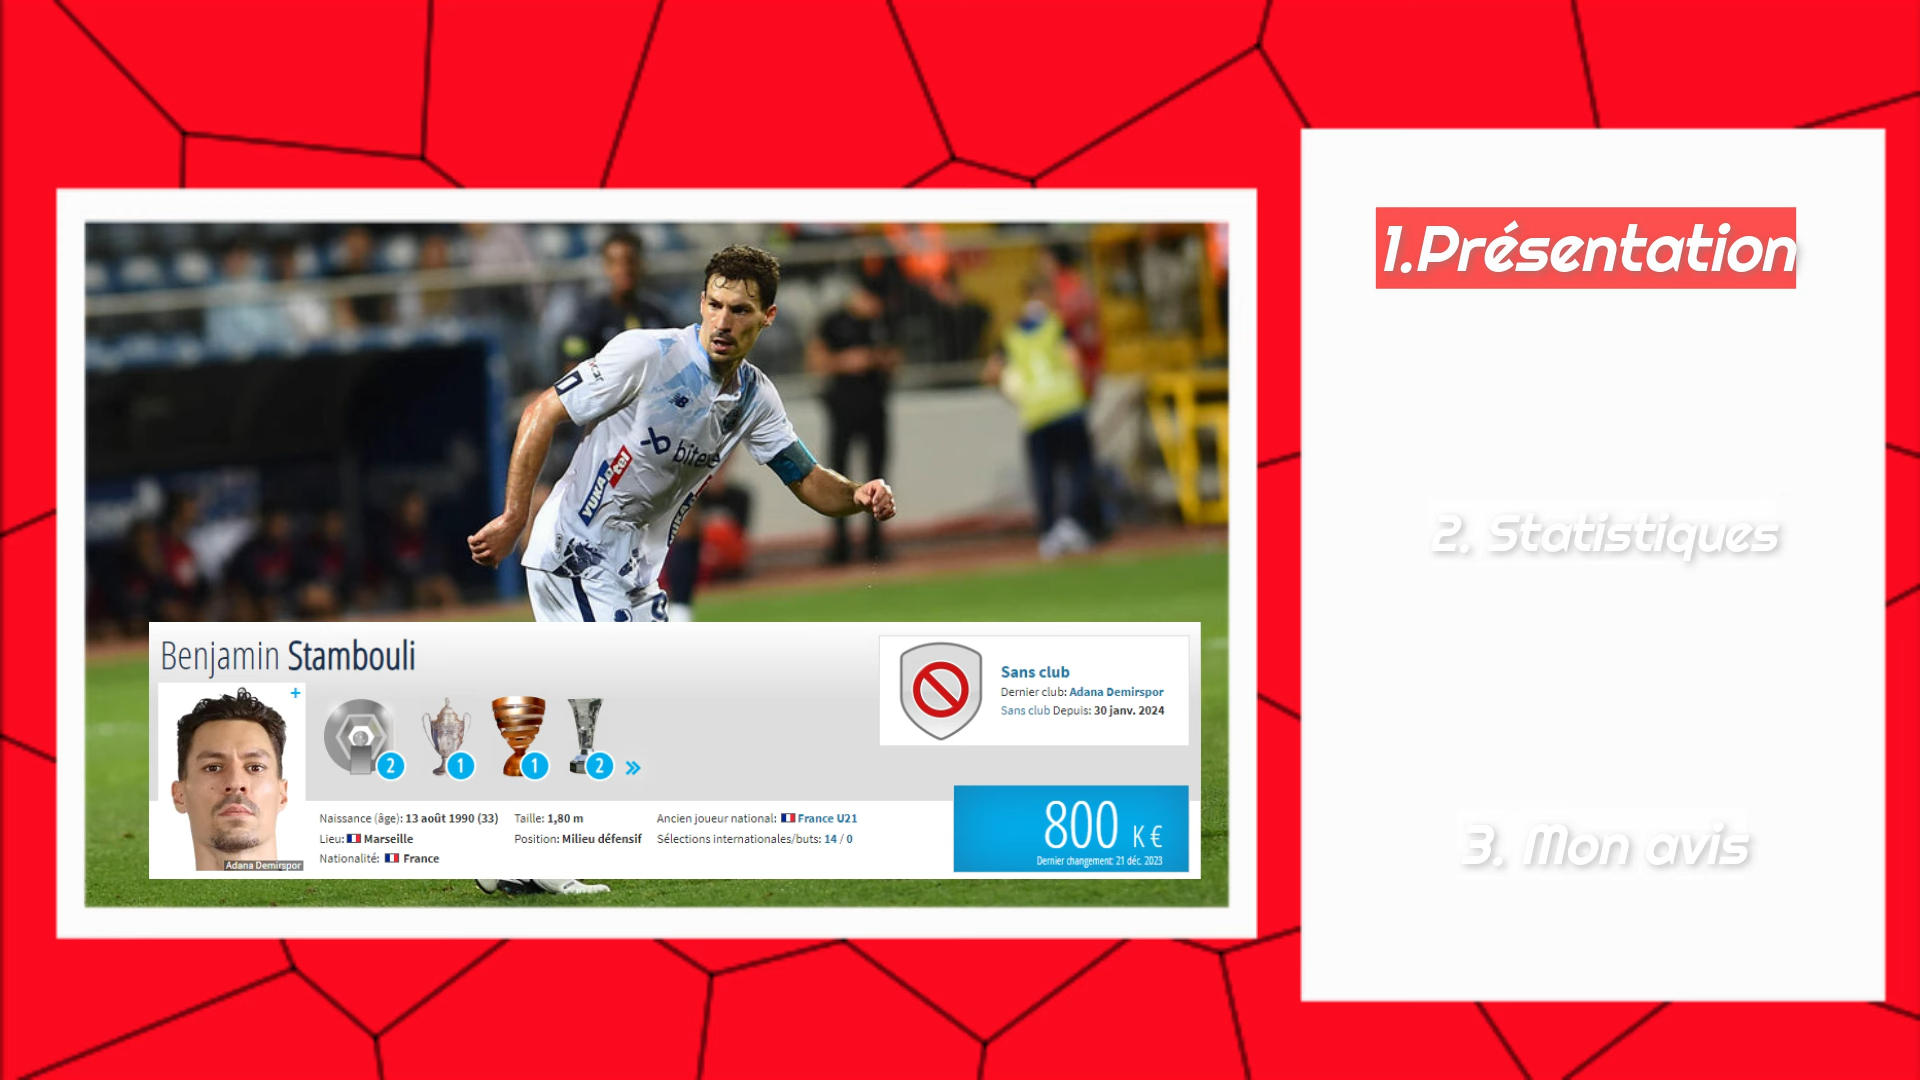 1.Présentation
2. Statistiques
3. Mon avis
bitexe
YUKAtel
YUKA
Benjamin Stambouli
+
2
1
1
2
»
Adana Demirspor
Naissance (âge): 13 août 1990 (33)
Lieu: Marseille
Nationalité: France
Taille: 1,80 m
Position: Milieu défensif
Ancien joueur national: France U21
Sélections internationales/buts: 14 / 0
Sans club
Dernier club: Adana Demirspor
Sans club Depuis: 30 janv. 2024
800 K €
Dernier changement: 21 déc. 2023